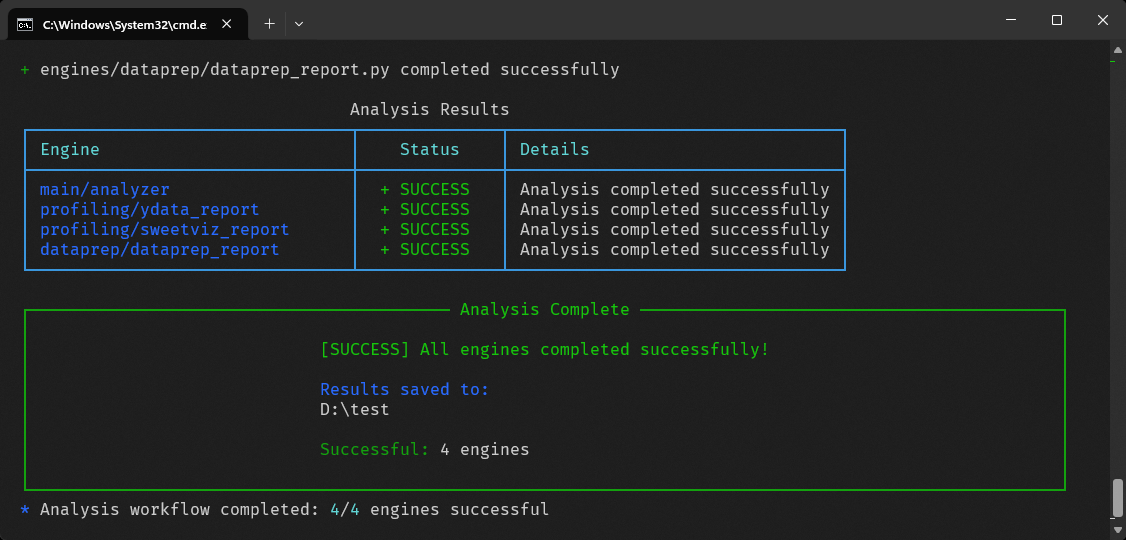 C:\Windows\System32\cmd.e
+ engines/dataprep/dataprep_report.py completed successfully
Analysis Results
Engine Status Details
main/analyzer + SUCCESS Analysis completed successfully
profiling/ydata_report + SUCCESS Analysis completed successfully
profiling/sweetviz_report + SUCCESS Analysis completed successfully
dataprep/dataprep_report + SUCCESS Analysis completed successfully
Analysis Complete
[SUCCESS] All engines completed successfully!
Results saved to:
D:\test
Successful: 4 engines
* Analysis workflow completed: 4/4 engines successful